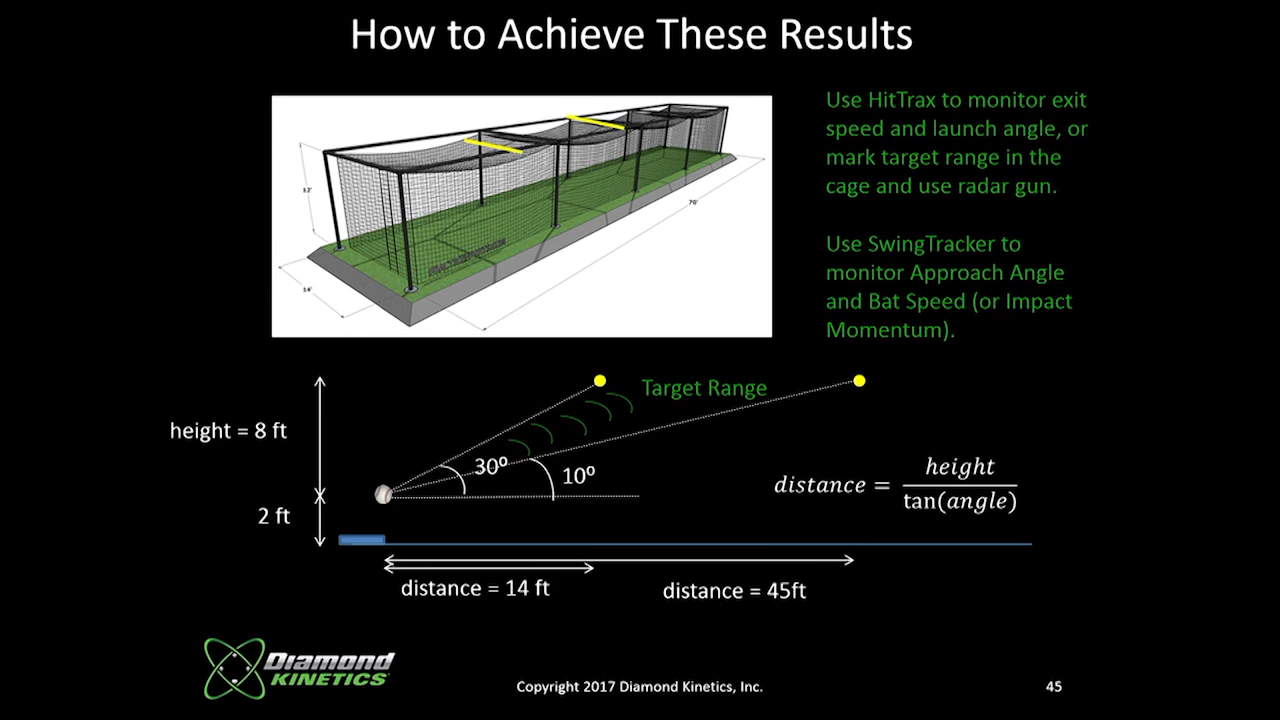 How to Achieve These Results
Use HitTrax to monitor exit
speed and launch angle, or
mark target range in the
cage and use radar gun.
Use SwingTracker to
monitor Approach Angle
and Bat Speed (or Impact
Momentum).
12'
14'
70'
Target Range
height = 8 ft
30º
10º
2 ft
distance = height / tan(angle)
distance = 14 ft
distance = 45ft
Diamond
KINETICS
Copyright 2017 Diamond Kinetics, Inc.
45